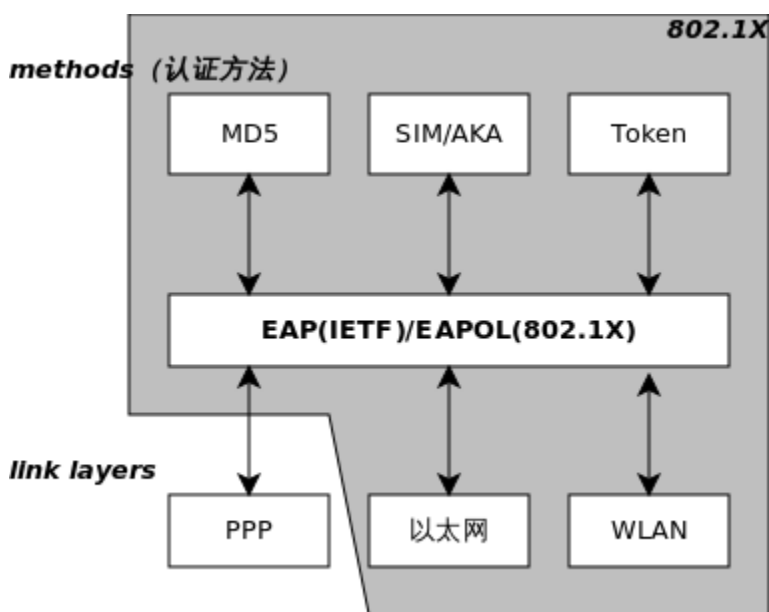 802.1X
methods（认证方法）
MD5
SIM/AKA
Token
EAP(IETF)/EAPOL(802.1X)
link layers
PPP
以太网
WLAN